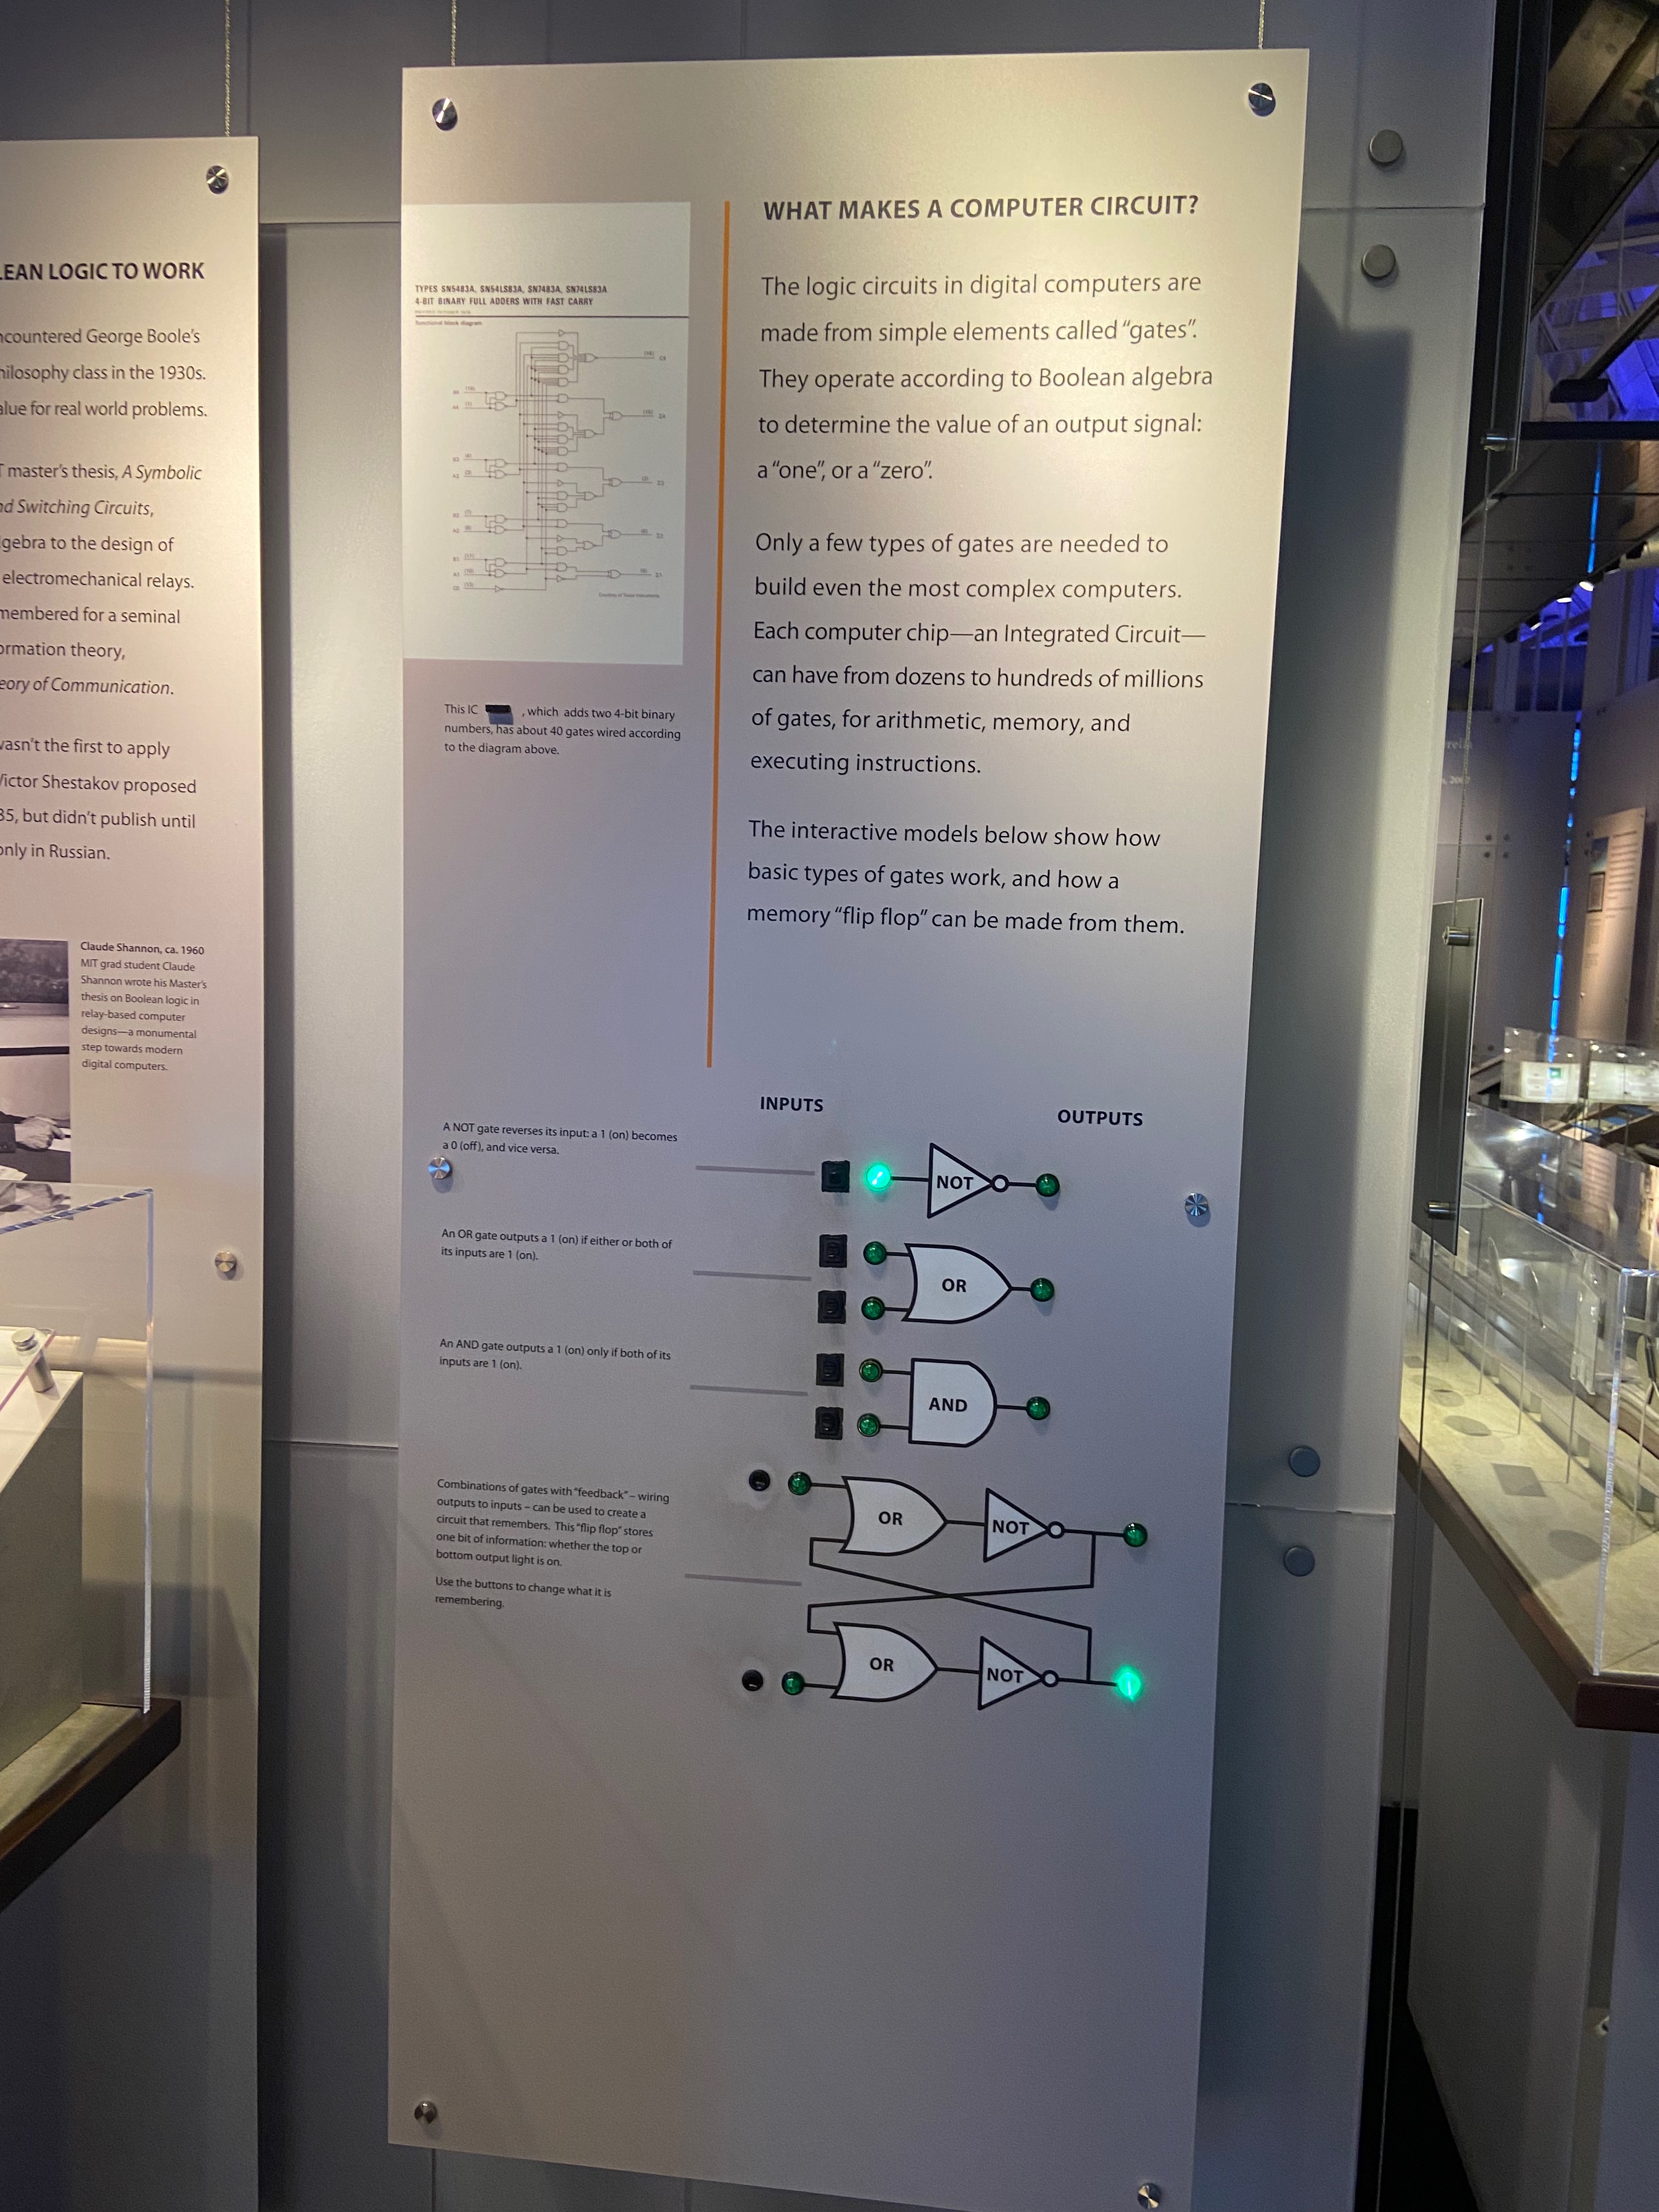 LEAN LOGIC TO WORK
ncountered George Boole's
hilosophy class in the 1930s.
alue for real world problems.
T master's thesis, A Symbolic
nd Switching Circuits,
lgebra to the design of
electromechanical relays.
membered for a seminal
ormation theory,
eory of Communication.
wasn't the first to apply
Victor Shestakov proposed
35, but didn't publish until
only in Russian.
Claude Shannon, ca. 1960
MIT grad student Claude
Shannon wrote his Master's
thesis on Boolean logic in
relay-based computer
designs—a monumental
step towards modern
digital computers.
TYPES SN5483A, SN54LS83A, SN7483A, SN74LS83A
4-BIT BINARY FULL ADDERS WITH FAST CARRY
functional block diagram
Courtesy of Texas Instruments
This IC , which adds two 4-bit binary
numbers, has about 40 gates wired according
to the diagram above.
WHAT MAKES A COMPUTER CIRCUIT?
The logic circuits in digital computers are
made from simple elements called “gates”.
They operate according to Boolean algebra
to determine the value of an output signal:
a “one”, or a “zero”.
Only a few types of gates are needed to
build even the most complex computers.
Each computer chip—an Integrated Circuit—
can have from dozens to hundreds of millions
of gates, for arithmetic, memory, and
executing instructions.
The interactive models below show how
basic types of gates work, and how a
memory “flip flop” can be made from them.
INPUTS
OUTPUTS
A NOT gate reverses its input: a 1 (on) becomes
a 0 (off), and vice versa.
NOT
An OR gate outputs a 1 (on) if either or both of
its inputs are 1 (on).
OR
An AND gate outputs a 1 (on) only if both of its
inputs are 1 (on).
AND
Combinations of gates with “feedback” – wiring
outputs to inputs – can be used to create a
circuit that remembers. This “flip flop” stores
one bit of information: whether the top or
bottom output light is on.
Use the buttons to change what it is
remembering.
OR
NOT
OR
NOT